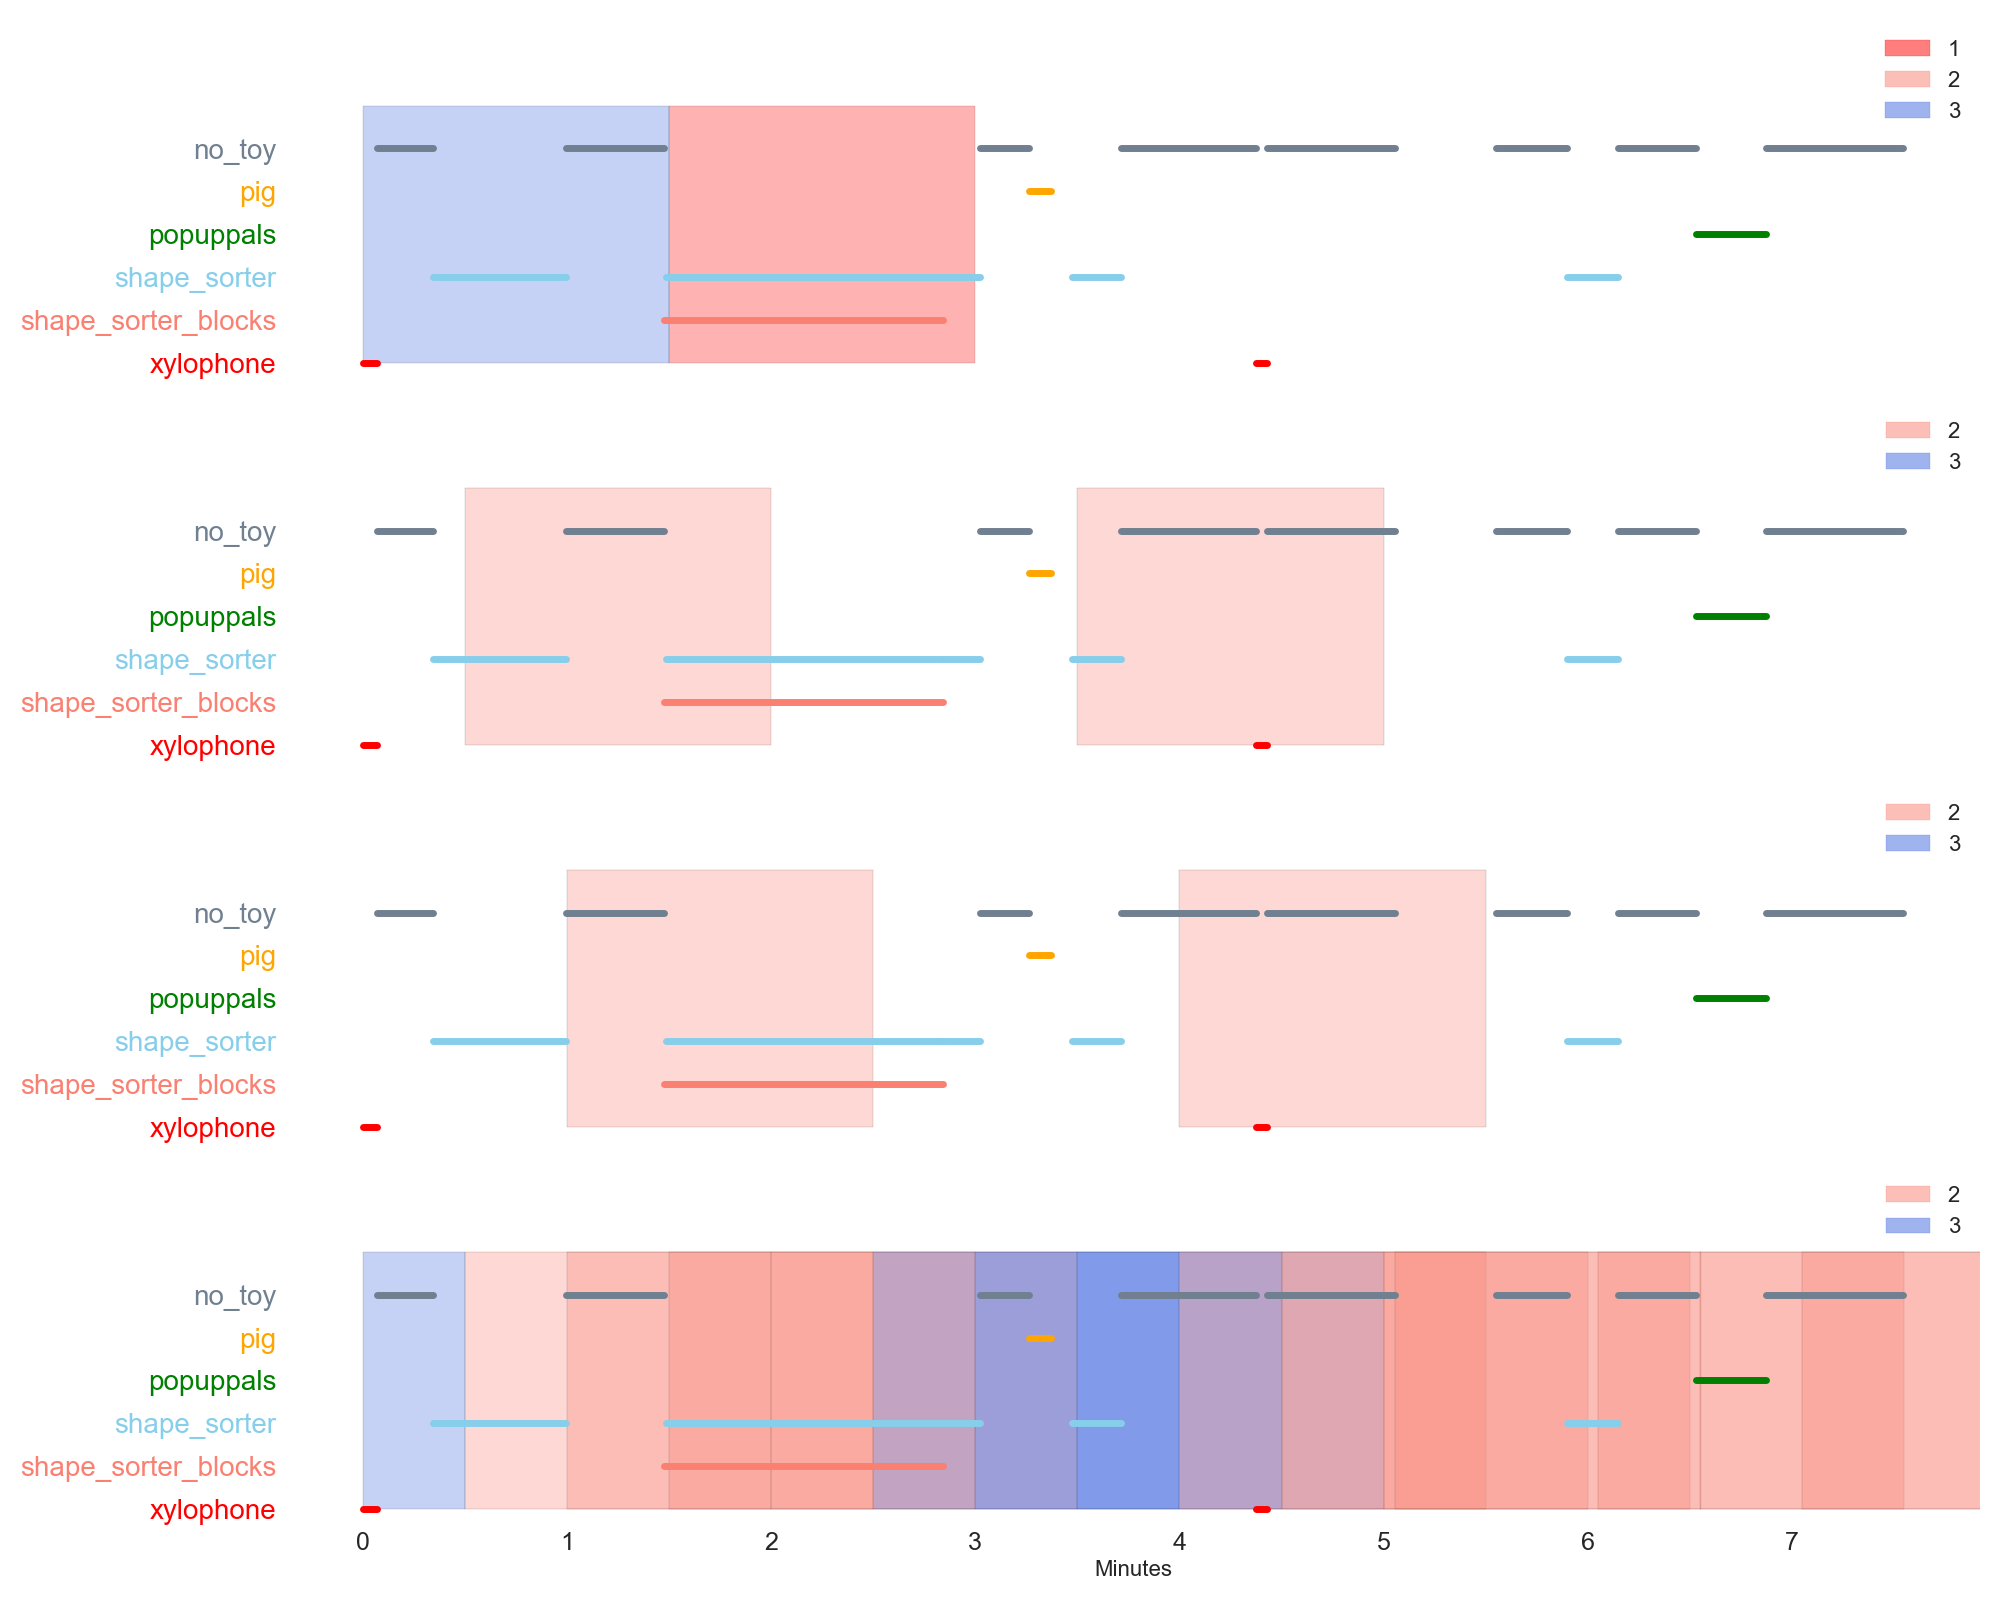 1
2
3
no_toy
pig
popuppals
shape_sorter
shape_sorter_blocks
xylophone
2
3
no_toy
pig
popuppals
shape_sorter
shape_sorter_blocks
xylophone
2
3
no_toy
pig
popuppals
shape_sorter
shape_sorter_blocks
xylophone
2
3
no_toy
pig
popuppals
shape_sorter
shape_sorter_blocks
xylophone
0 1 2 3 4 5 6 7
Minutes